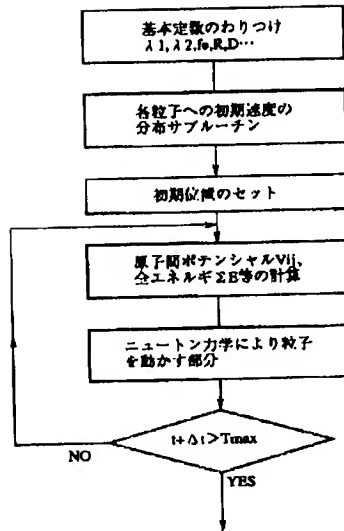 基本定数のわりつけ
λ1,λ2,fe,R,D…
各粒子への初期速度の
分布サブルーチン
初期位値のセット
原子間ポテンシャルVij、
全エネルギΣE等の計算
ニュートン力学により粒子
を動かす部分
t+Δt>Tmax
NO
YES